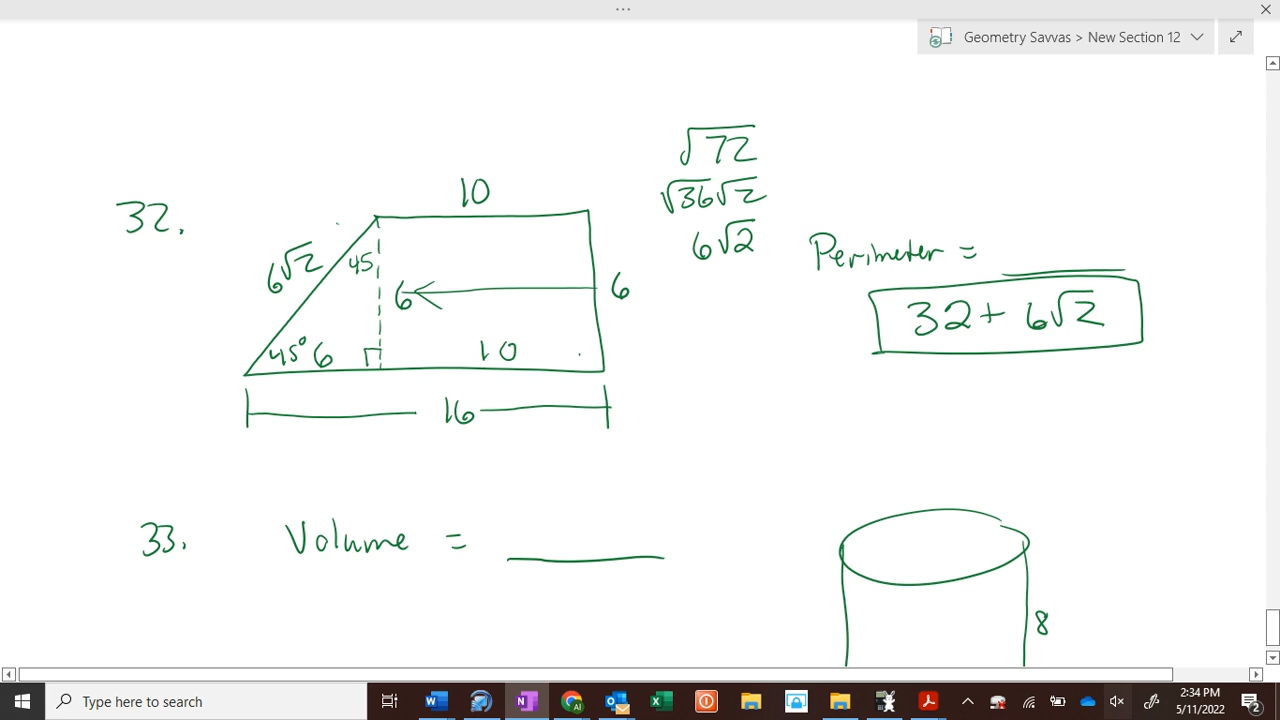 Geometry Savvas > New Section 12
32.
10
√72
√36√2
6√2
6√2
45
6
6
Perimeter =
32 + 6√2
45° 6
10
16
33. Volume =
8
Type here to search
2:34 PM
5/11/2022
2